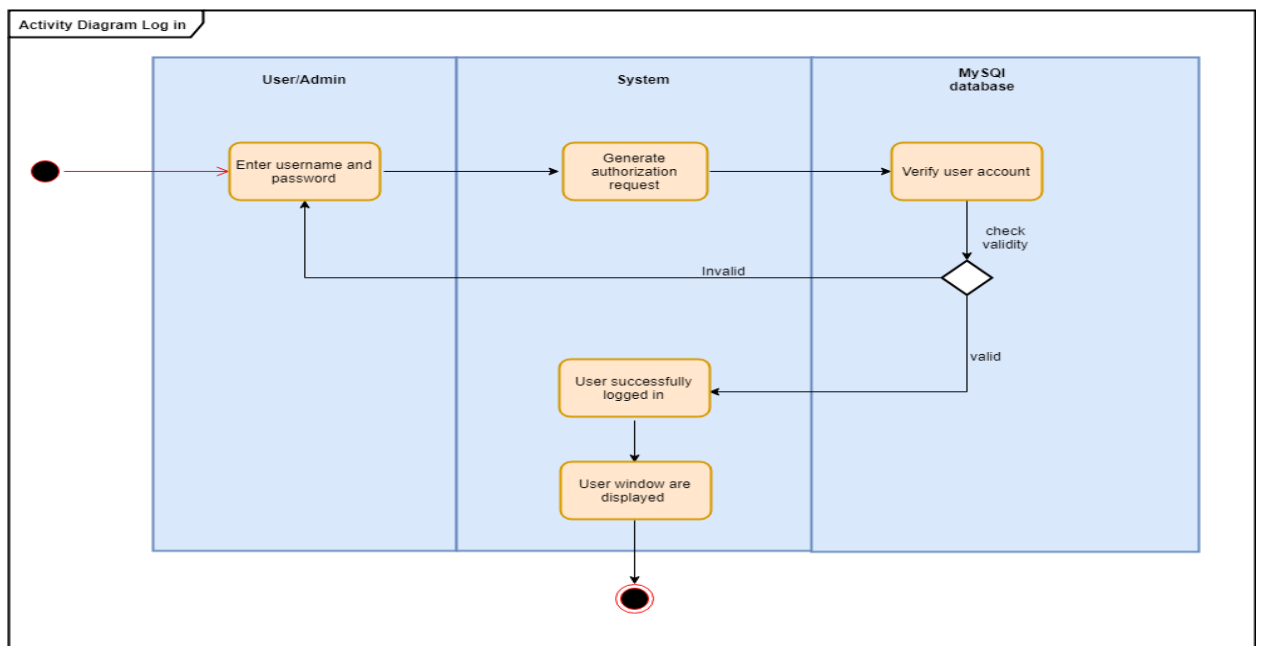 Activity Diagram Log in
User/Admin
System
MySQl
database
Enter username and
password
Generate
authorization
request
Verify user account
check
validity
Invalid
valid
User successfully
logged in
User window are
displayed